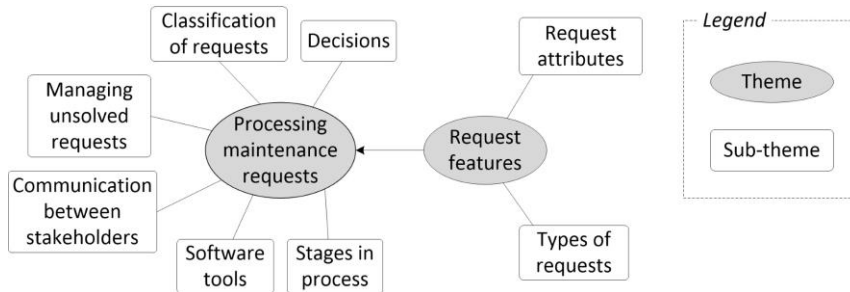 Classification
of requests
Decisions
Managing
unsolved
requests
Processing
maintenance
requests
Communication
between
stakeholders
Software
tools
Stages in
process
Request
attributes
Request
features
Types of
requests
Legend
Theme
Sub-theme